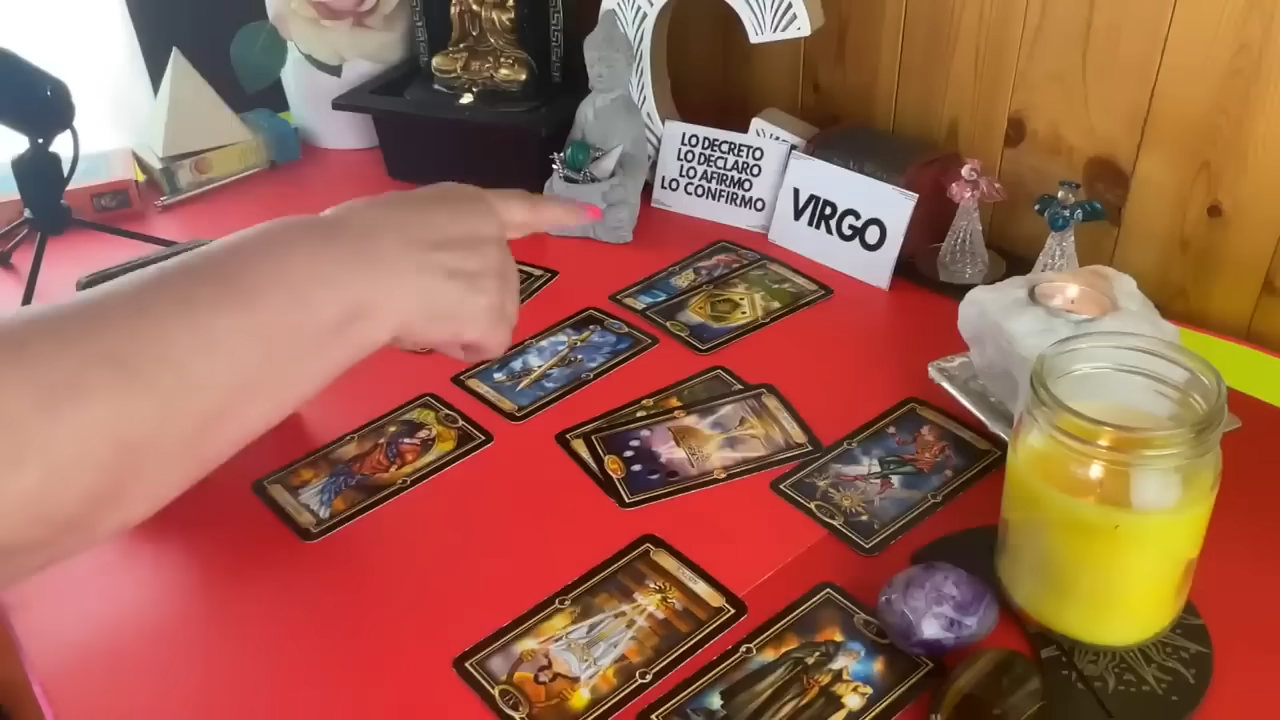 LO DECRETO
LO DECLARO
LO AFIRMO
LO CONFIRMO
VIRGO